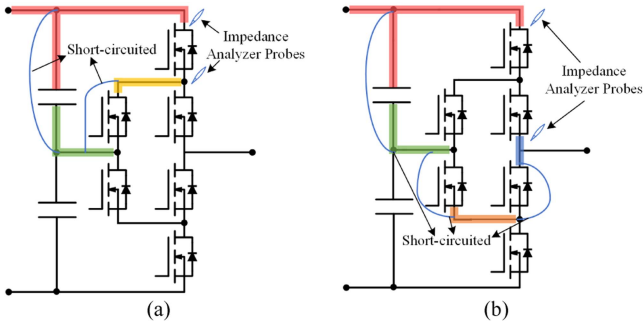 Short-circuited
Impedance
Analyzer Probes
(a)
Impedance
Analyzer Probes
Short-circuited
(b)